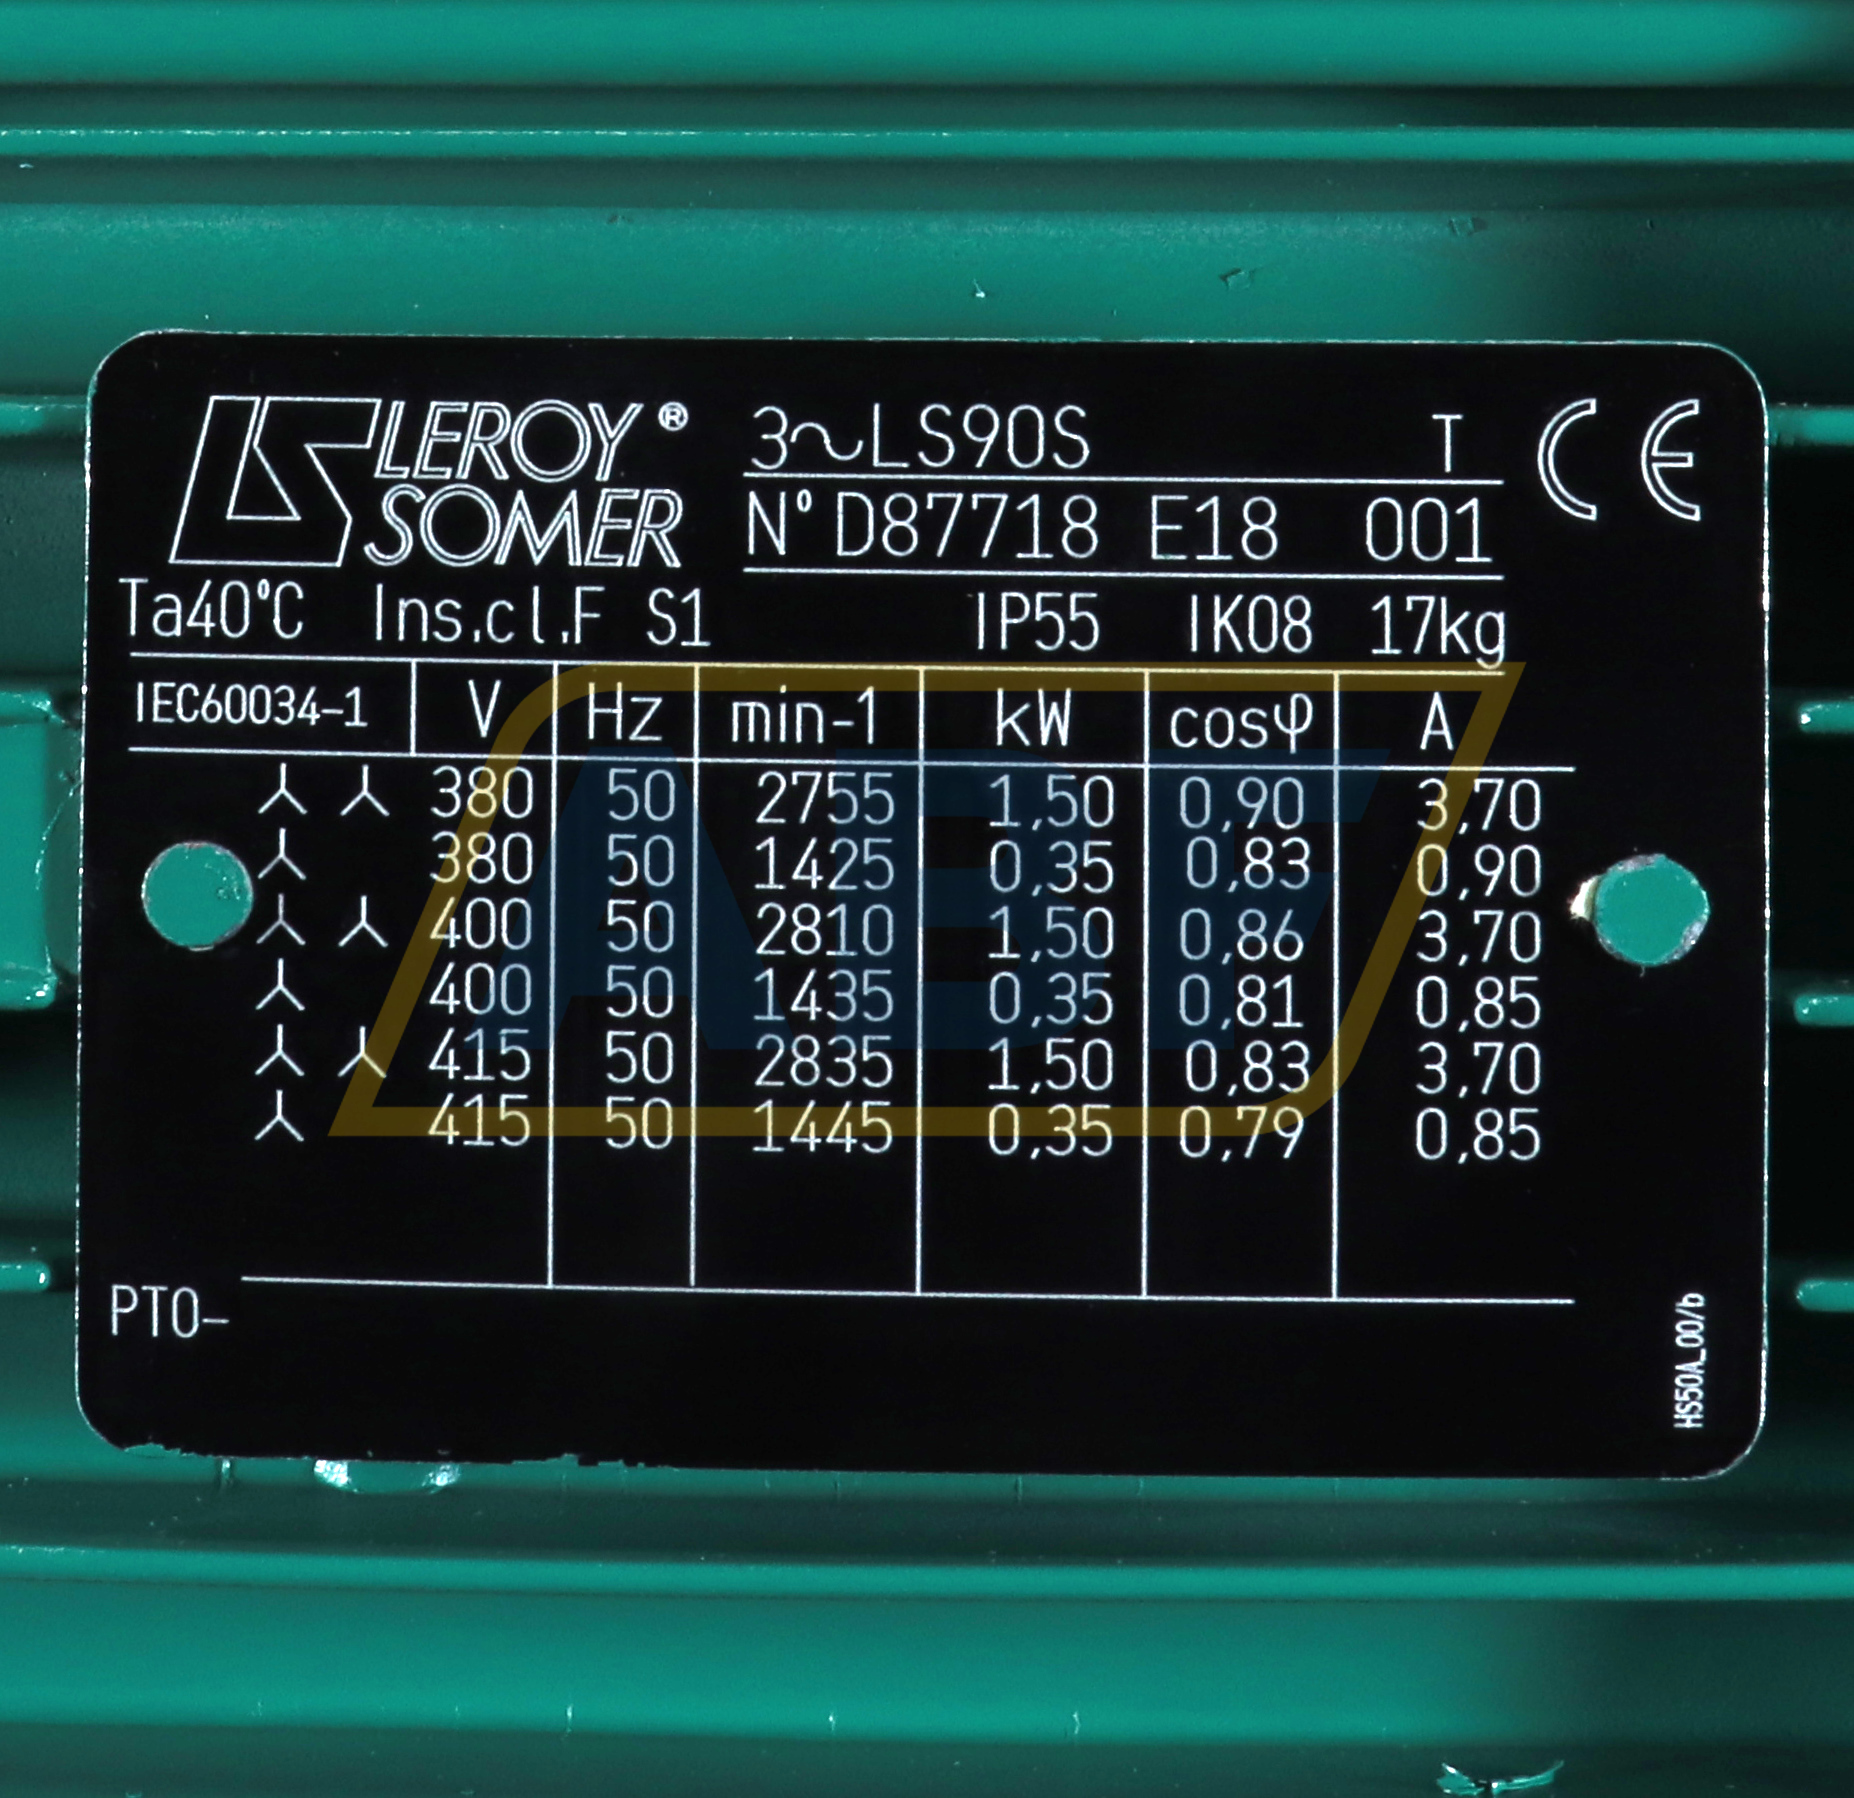 LEROY® 3~LS90S T CE
SOMER N° D87718 E18 001
Ta40°C Ins.cl.F S1 IP55 IK08 17kg
IEC60034-1 V Hz min-1 kW cosφ A
380 50 2755 1,50 0,90 3,70
380 50 1425 0,35 0,83 0,90
400 50 2810 1,50 0,86 3,70
400 50 1435 0,35 0,81 0,85
415 50 2835 1,50 0,83 3,70
415 50 1445 0,35 0,79 0,85
PTO-
HS50A_00/b
ABF